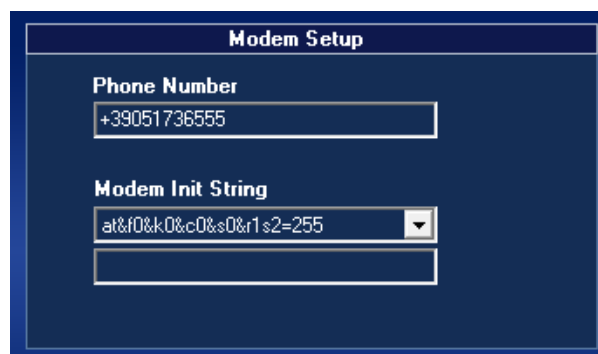 Modem Setup
Phone Number
+39051736555
Modem Init String
at&f0&k0&c0&s0&r1s2=255